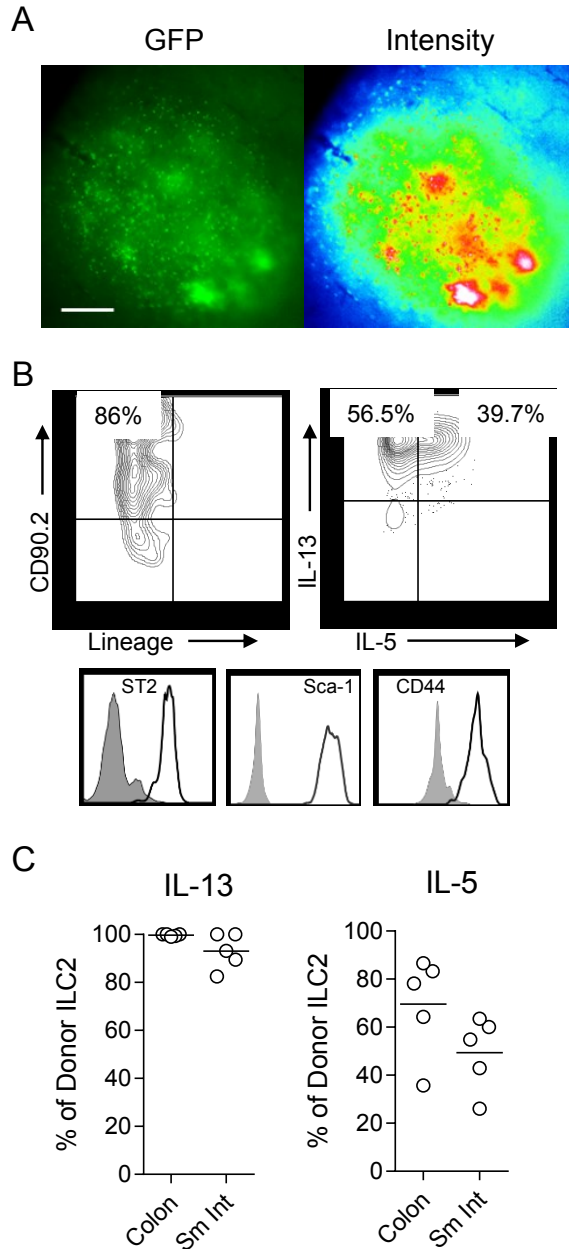 A
GFP Intensity
B
86%
CD90.2
Lineage
56.5% 39.7%
IL-13
IL-5
ST2
Sca-1
CD44
C
IL-13
% of Donor ILC2
100
80
60
40
20
0
Colon
Sm Int
IL-5
% of Donor ILC2
100
80
60
40
20
0
Colon
Sm Int